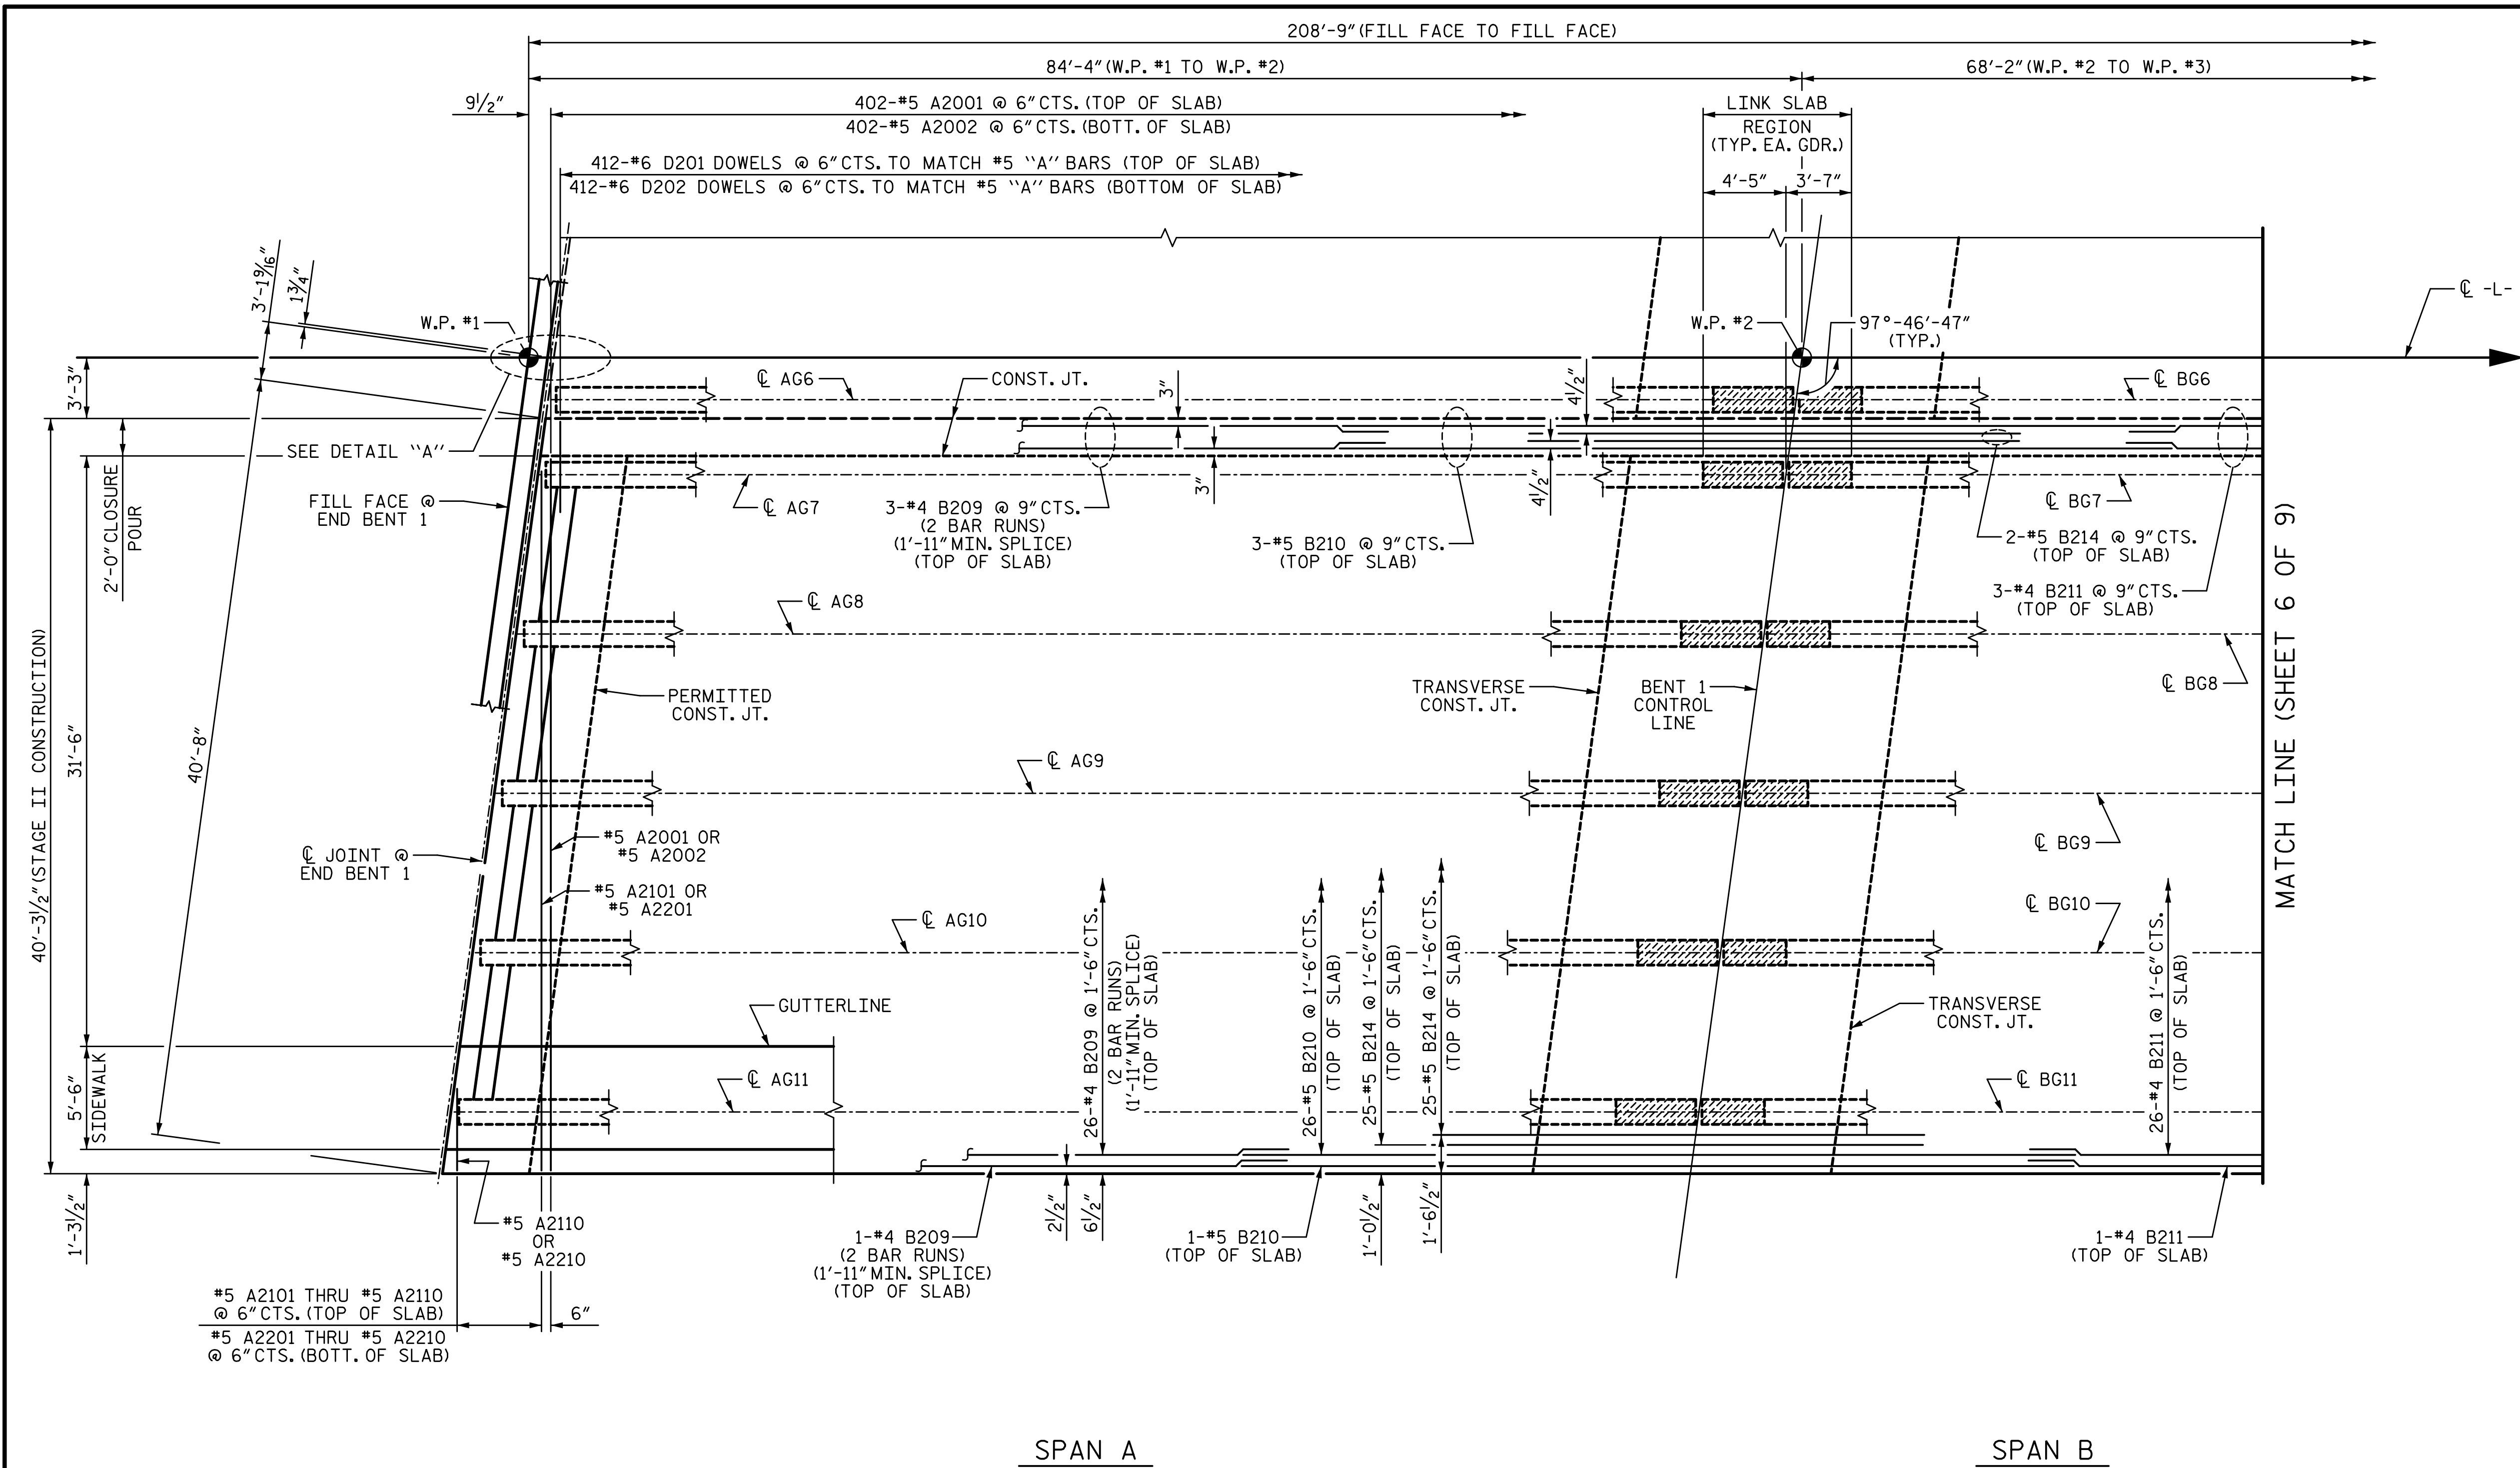 208'-9" (FILL FACE TO FILL FACE)
84'-4" (W.P. #1 TO W.P. #2)
68'-2" (W.P. #2 TO W.P. #3)
9½"
402-#5 A2001 @ 6" CTS. (TOP OF SLAB)
402-#5 A2002 @ 6" CTS. (BOTT. OF SLAB)
LINK SLAB
REGION
(TYP. EA. GDR.)
412-#6 D201 DOWELS @ 6" CTS. TO MATCH #5 "A" BARS (TOP OF SLAB)
412-#6 D202 DOWELS @ 6" CTS. TO MATCH #5 "A" BARS (BOTTOM OF SLAB)
4'-5"
3'-7"
3'-1 9/16"
1¾"
W.P. #1
W.P. #2
97°-46'-47"
(TYP.)
℄ -L-
3'-3"
℄ AG6
CONST. JT.
3"
4½"
℄ BG6
SEE DETAIL "A"
2'-0" CLOSURE
POUR
FILL FACE @
END BENT 1
℄ AG7
3-#4 B209 @ 9" CTS.
(2 BAR RUNS)
(1'-11" MIN. SPLICE)
(TOP OF SLAB)
3"
3-#5 B210 @ 9" CTS.
(TOP OF SLAB)
4½"
℄ BG7
2-#5 B214 @ 9" CTS.
(TOP OF SLAB)
3-#4 B211 @ 9" CTS.
(TOP OF SLAB)
MATCH LINE (SHEET 6 OF 9)
℄ AG8
40'-3½" (STAGE II CONSTRUCTION)
31'-6"
40'-8"
PERMITTED
CONST. JT.
TRANSVERSE
CONST. JT.
BENT 1
CONTROL
LINE
℄ BG8
℄ AG9
℄ JOINT @
END BENT 1
#5 A2001 OR
#5 A2002
#5 A2101 OR
#5 A2201
℄ BG9
℄ AG10
℄ BG10
26-#4 B209 @ 1'-6" CTS.
(2 BAR RUNS)
(1'-11" MIN. SPLICE)
(TOP OF SLAB)
26-#5 B210 @ 1'-6" CTS.
(TOP OF SLAB)
25-#5 B214 @ 1'-6" CTS.
(TOP OF SLAB)
25-#5 B214 @ 1'-6" CTS.
(TOP OF SLAB)
26-#4 B211 @ 1'-6" CTS.
(TOP OF SLAB)
GUTTERLINE
TRANSVERSE
CONST. JT.
5'-6"
SIDEWALK
℄ AG11
℄ BG11
1'-3½"
#5 A2110
OR
#5 A2210
1-#4 B209
(2 BAR RUNS)
(1'-11" MIN. SPLICE)
(TOP OF SLAB)
2½"
6½"
1-#5 B210
(TOP OF SLAB)
1'-0½"
1'-6½"
1-#4 B211
(TOP OF SLAB)
#5 A2101 THRU #5 A2110
@ 6" CTS. (TOP OF SLAB)
#5 A2201 THRU #5 A2210
@ 6" CTS. (BOTT. OF SLAB)
6"
SPAN A
SPAN B